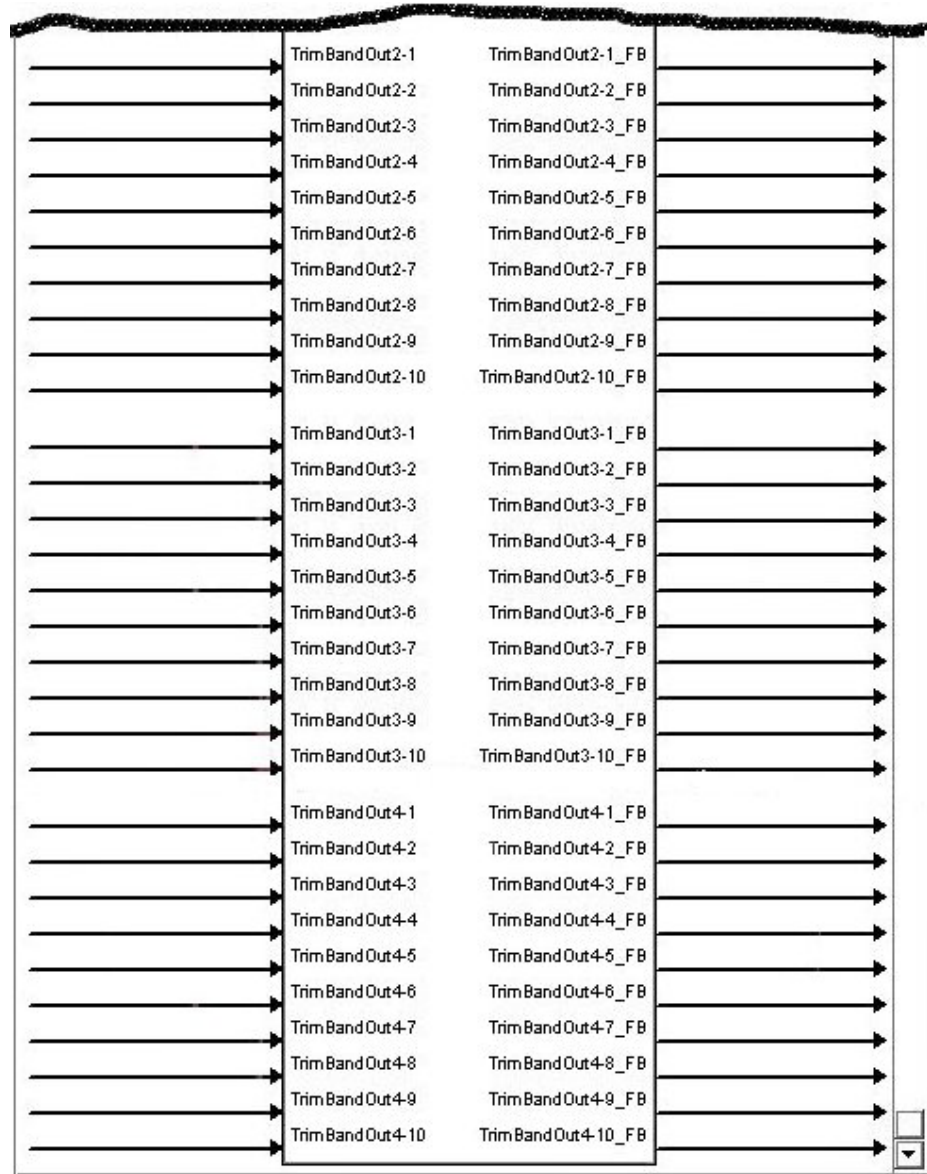 TrimBandOut2-1 TrimBandOut2-1_FB
TrimBandOut2-2 TrimBandOut2-2_FB
TrimBandOut2-3 TrimBandOut2-3_FB
TrimBandOut2-4 TrimBandOut2-4_FB
TrimBandOut2-5 TrimBandOut2-5_FB
TrimBandOut2-6 TrimBandOut2-6_FB
TrimBandOut2-7 TrimBandOut2-7_FB
TrimBandOut2-8 TrimBandOut2-8_FB
TrimBandOut2-9 TrimBandOut2-9_FB
TrimBandOut2-10 TrimBandOut2-10_FB
TrimBandOut3-1 TrimBandOut3-1_FB
TrimBandOut3-2 TrimBandOut3-2_FB
TrimBandOut3-3 TrimBandOut3-3_FB
TrimBandOut3-4 TrimBandOut3-4_FB
TrimBandOut3-5 TrimBandOut3-5_FB
TrimBandOut3-6 TrimBandOut3-6_FB
TrimBandOut3-7 TrimBandOut3-7_FB
TrimBandOut3-8 TrimBandOut3-8_FB
TrimBandOut3-9 TrimBandOut3-9_FB
TrimBandOut3-10 TrimBandOut3-10_FB
TrimBandOut4-1 TrimBandOut4-1_FB
TrimBandOut4-2 TrimBandOut4-2_FB
TrimBandOut4-3 TrimBandOut4-3_FB
TrimBandOut4-4 TrimBandOut4-4_FB
TrimBandOut4-5 TrimBandOut4-5_FB
TrimBandOut4-6 TrimBandOut4-6_FB
TrimBandOut4-7 TrimBandOut4-7_FB
TrimBandOut4-8 TrimBandOut4-8_FB
TrimBandOut4-9 TrimBandOut4-9_FB
TrimBandOut4-10 TrimBandOut4-10_FB